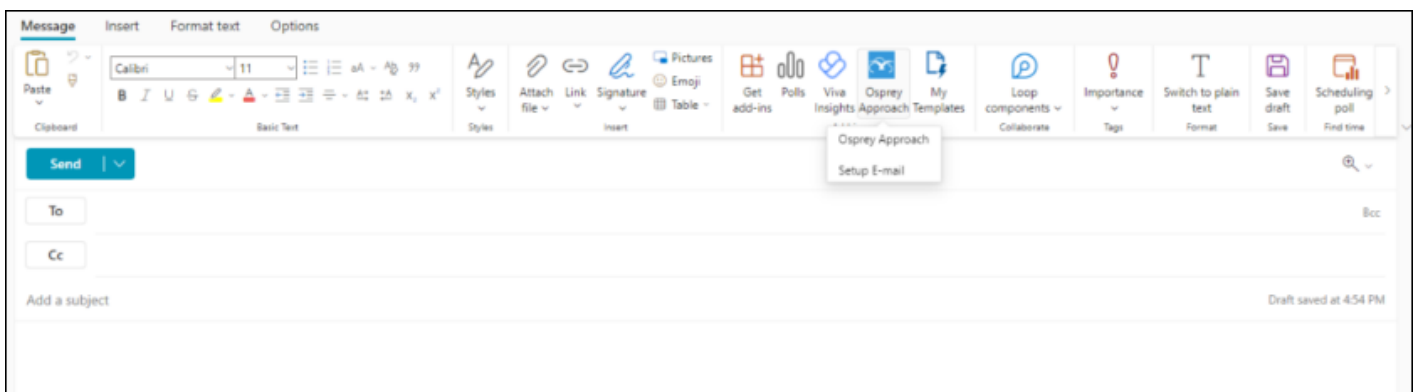 Message Insert Format text Options
Paste
Clipboard
Calibri 11
B I U
Basic Text
Styles
Styles
Attach file
Link
Signature
Pictures
Emoji
Table
Insert
Get add-ins
Polls
Viva Insights
Osprey Approach
My Templates
Loop components
Collaborate
Importance
Tags
Switch to plain text
Format
Save draft
Save
Scheduling poll
Find time
Osprey Approach
Setup E-mail
Send
To
Bcc
Cc
Add a subject
Draft saved at 4:54 PM